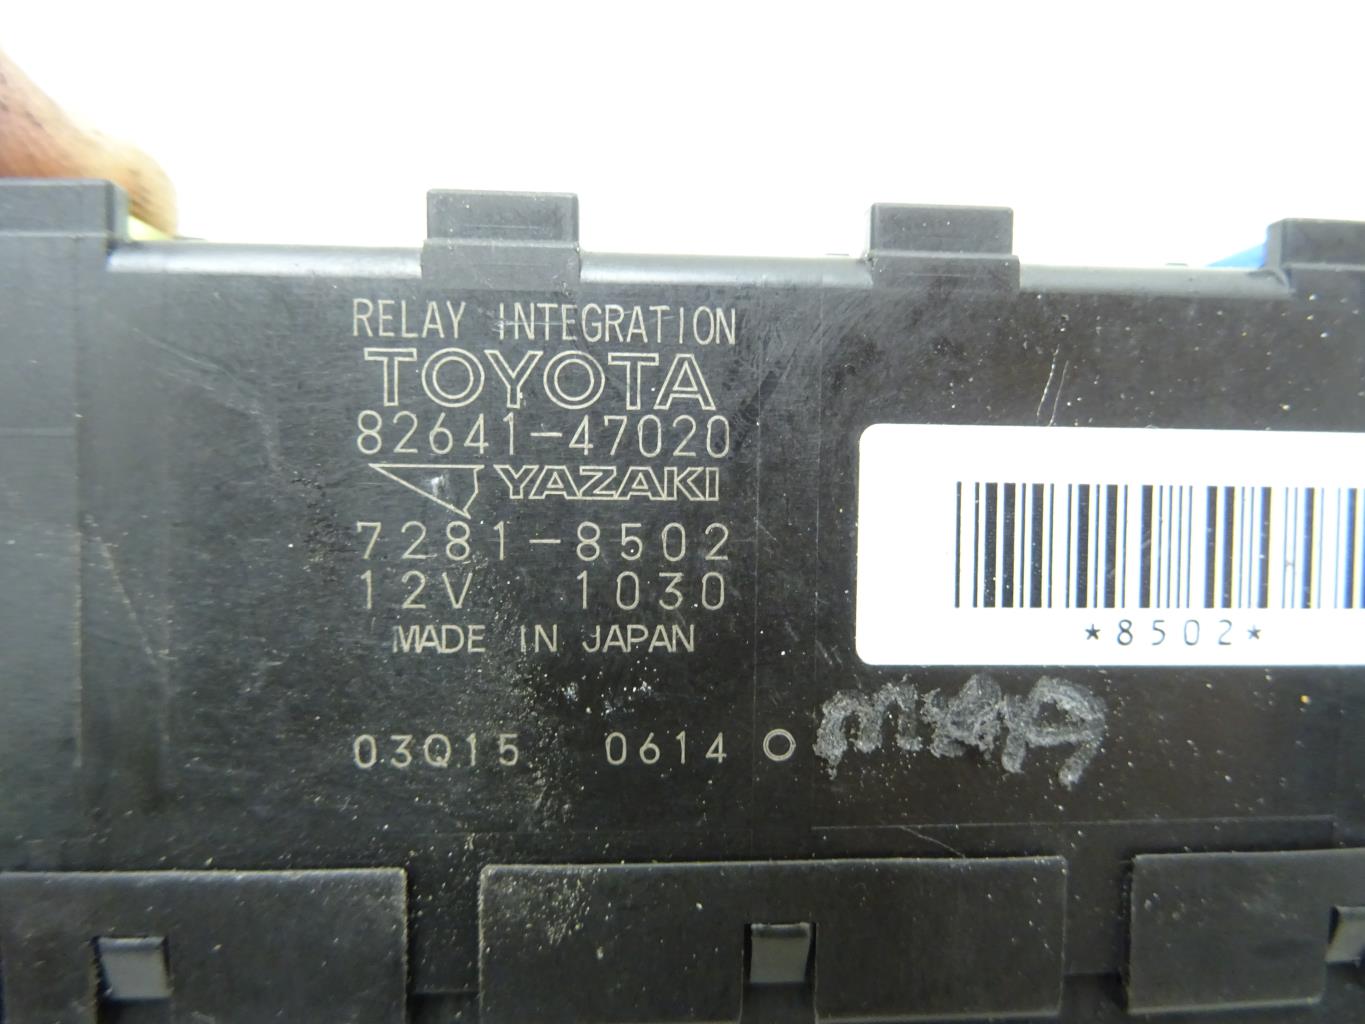 RELAY INTEGRATION
TOYOTA
82641-47020
YAZAKI
7281-8502
12V 1030
MADE IN JAPAN
*8502*
03Q15 0614